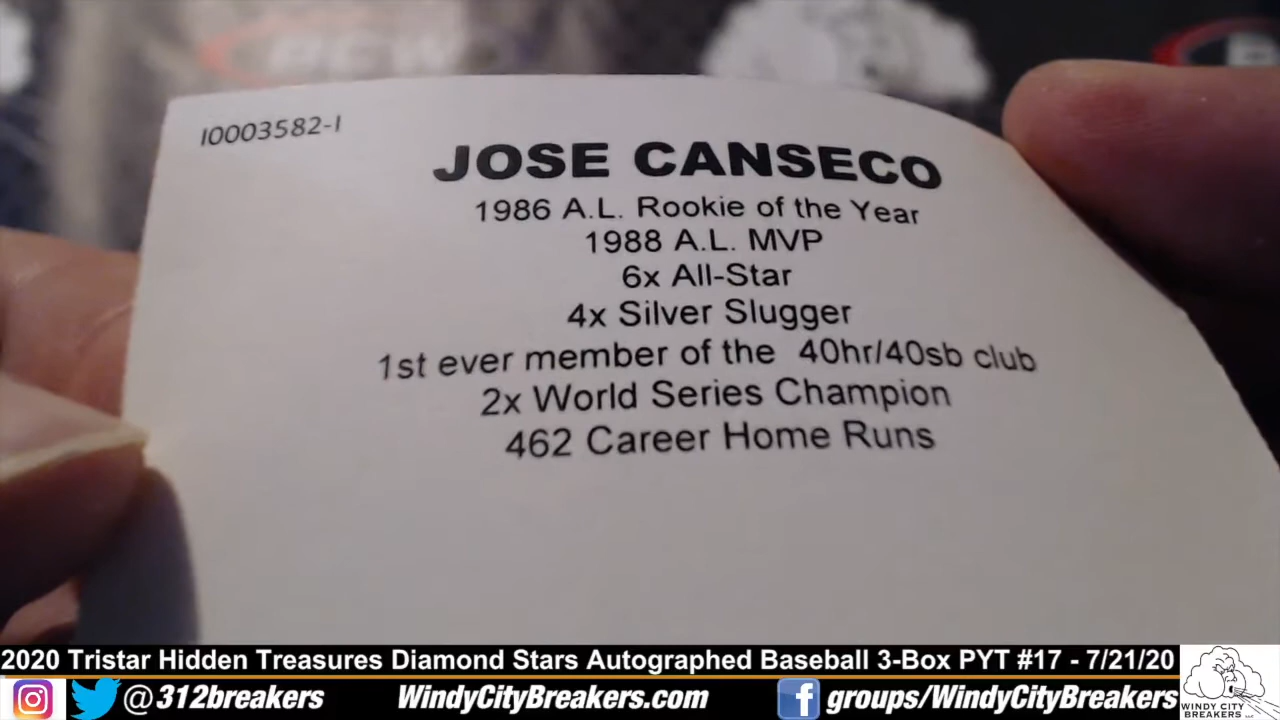 BCW
I0003582-I
JOSE CANSECO
1986 A.L. Rookie of the Year
1988 A.L. MVP
6x All-Star
4x Silver Slugger
1st ever member of the 40hr/40sb club
2x World Series Champion
462 Career Home Runs
2020 Tristar Hidden Treasures Diamond Stars Autographed Baseball 3-Box PYT #17 - 7/21/20
@312breakers WindyCityBreakers.com groups/WindyCityBreakers
WINDY CITY
BREAKERS LLC